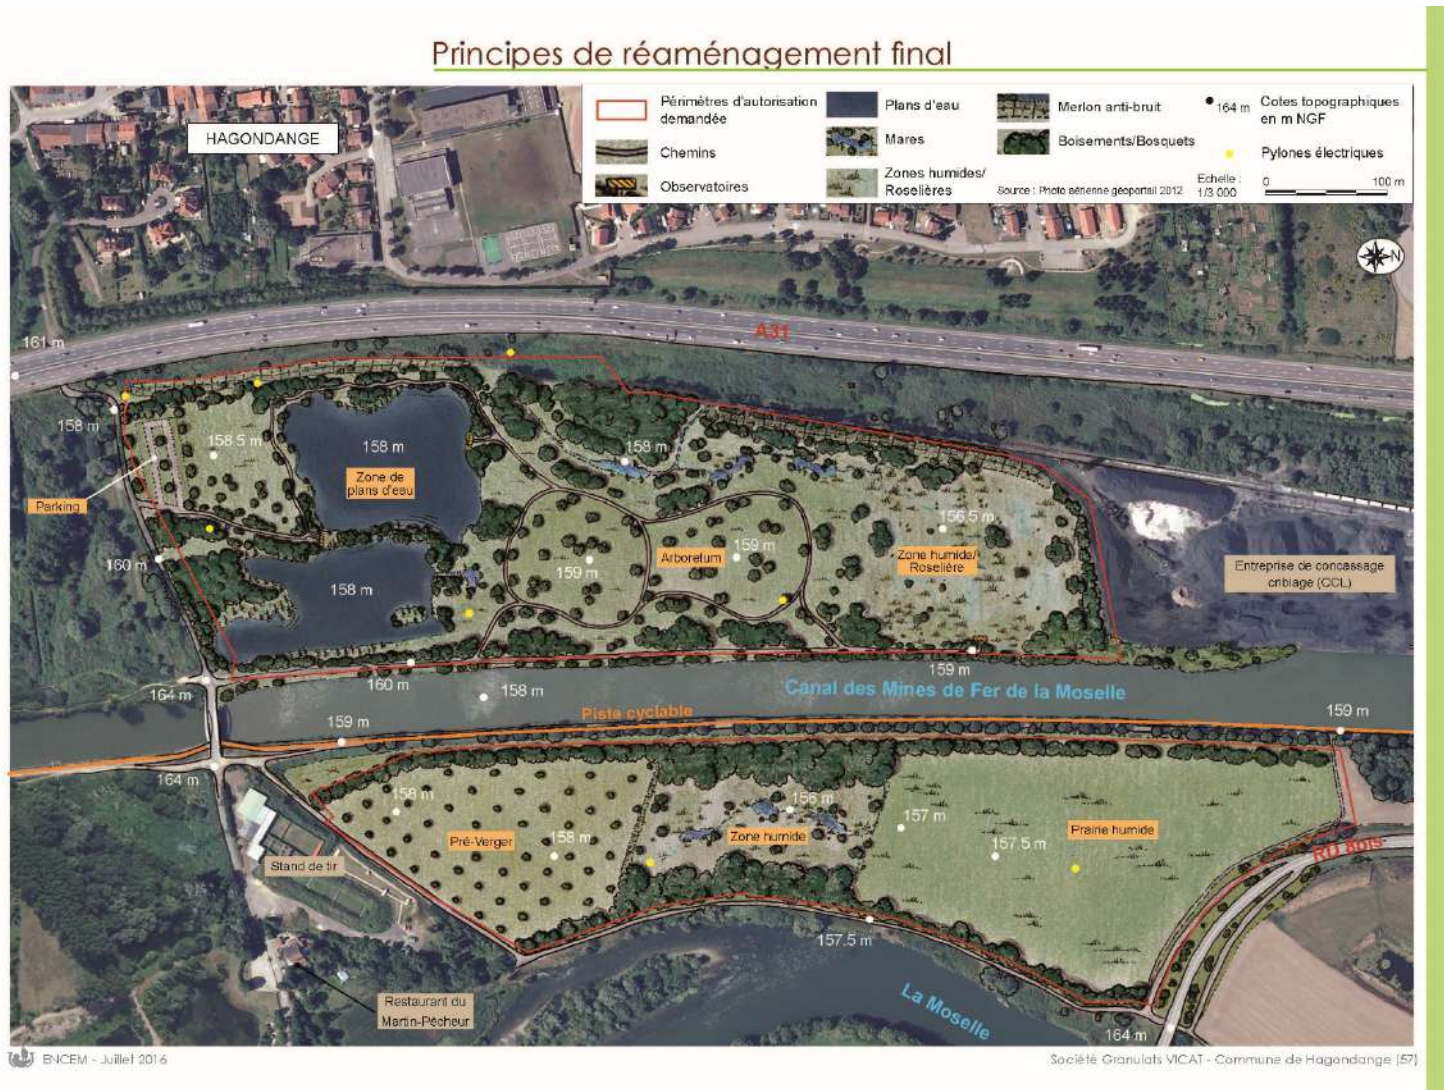 Principes de réaménagement final
HAGONDANGE
Périmètres d'autorisation
demandée
Chemins
Observatoires
Plans d'eau
Mares
Zones humides/
Roselières
Merlon anti-bruit
Boisements/Bosquets
Source : Photo aérienne géoportail 2012
164 m
Cotes topographiques
en m NGF
Pylones électriques
Echelle :
1/3 000
0
100 m
N
A31
161 m
158 m
158.5 m
158 m
Zone de
plans d'eau
158 m
Parking
156.5 m
160 m
159 m
Arboretum
159 m
Zone humide/
Roselière
Entreprise de concassage
criblage (CCL)
158 m
164 m
160 m
158 m
159 m
Canal des Mines de Fer de la Moselle
Piste cyclable
159 m
159 m
164 m
158 m
156 m
157 m
Pré-Verger
158 m
Zone humide
157.5 m
Prairie humide
RD 8bis
Stand de tir
157.5 m
Restaurant du
Martin-Pêcheur
La Moselle
164 m
ENCEM - Juillet 2016
Société Granulats VICAT - Commune de Hagondange (57)